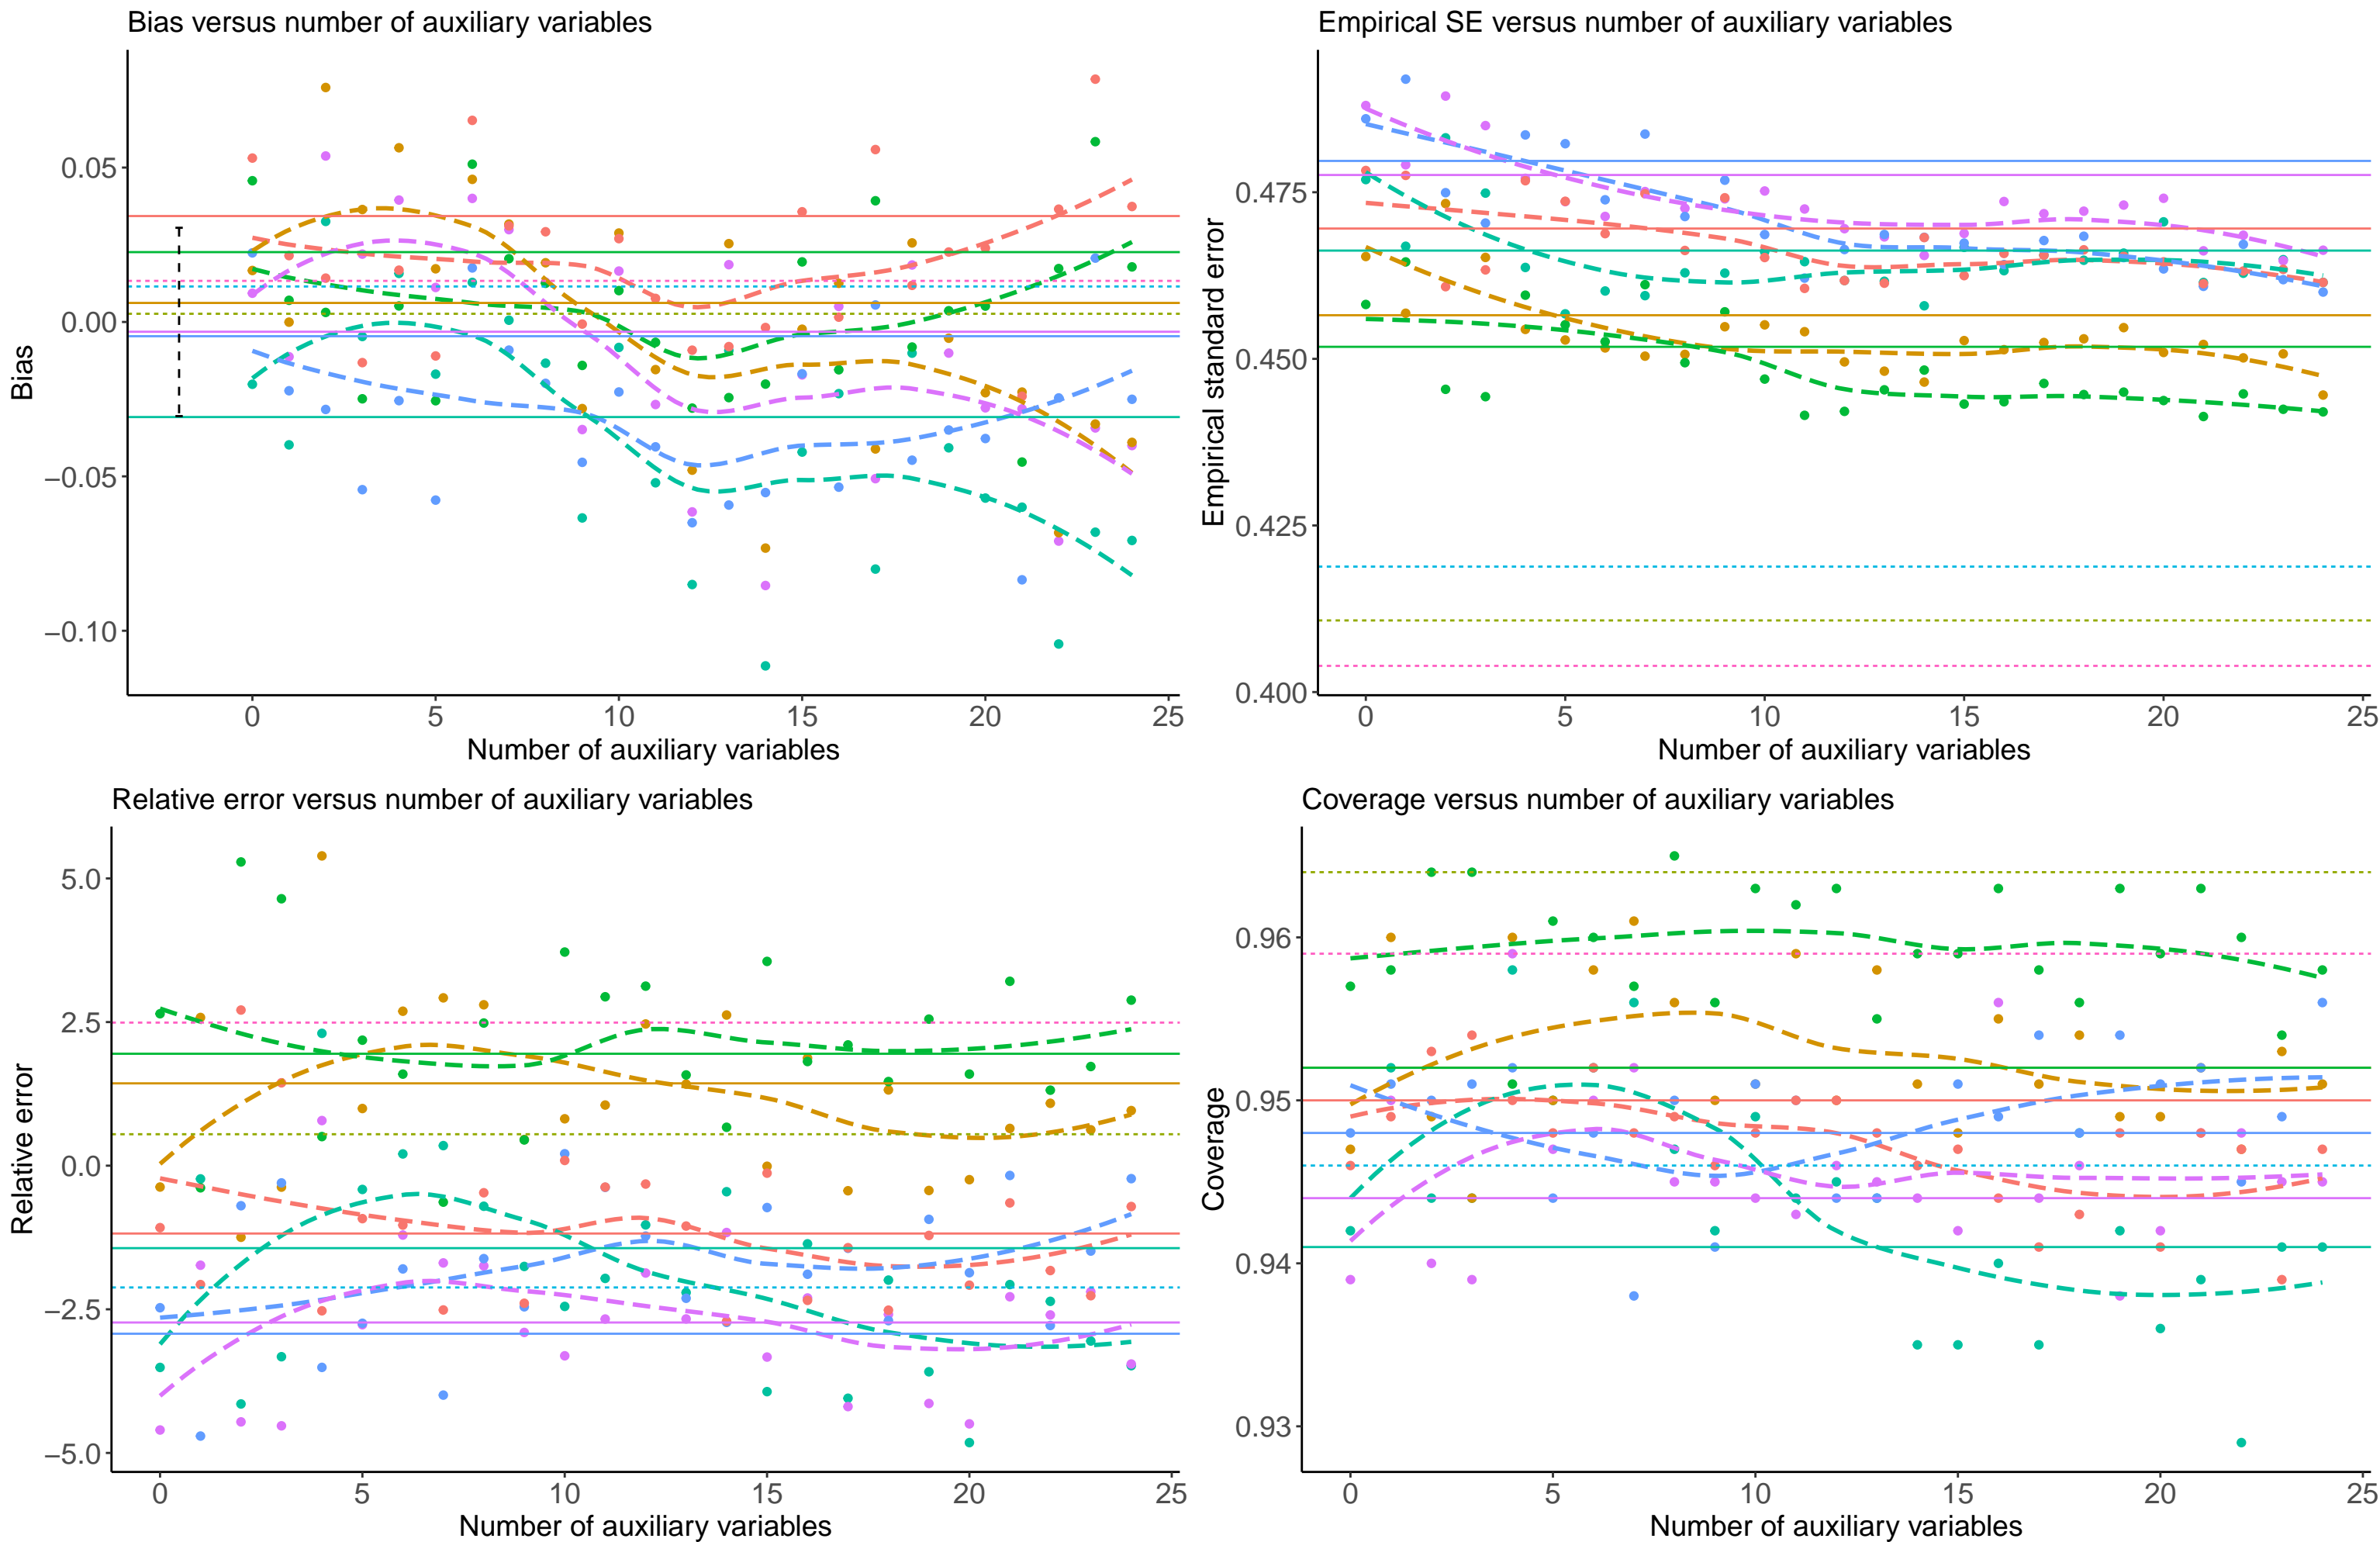 Bias versus number of auxiliary variables
Bias
0.05
0.00
−0.05
−0.10
0 5 10 15 20 25
Number of auxiliary variables
Empirical SE versus number of auxiliary variables
Empirical standard error
0.475
0.450
0.425
0.400
0 5 10 15 20 25
Number of auxiliary variables
Relative error versus number of auxiliary variables
Relative error
5.0
2.5
0.0
−2.5
−5.0
0 5 10 15 20 25
Number of auxiliary variables
Coverage versus number of auxiliary variables
Coverage
0.96
0.95
0.94
0.93
0 5 10 15 20 25
Number of auxiliary variables